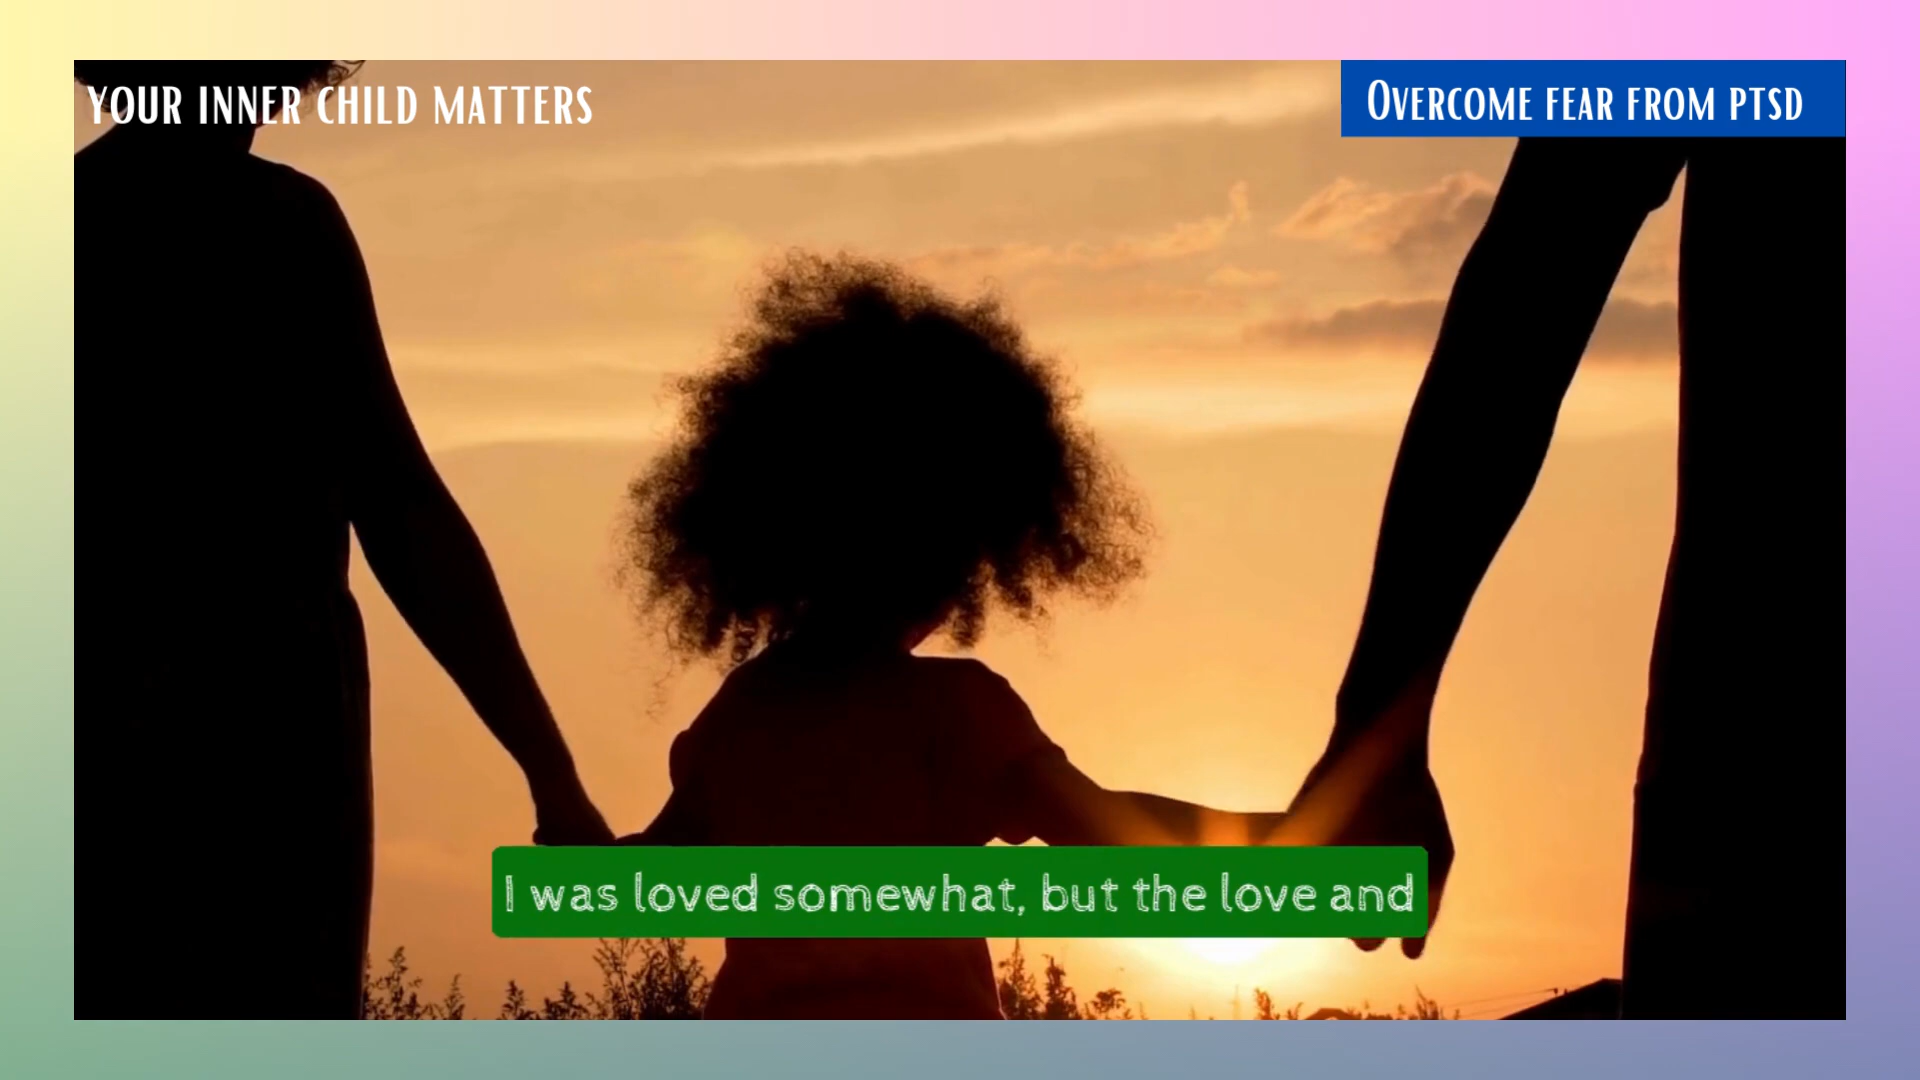 YOUR INNER CHILD MATTERS
OVERCOME FEAR FROM PTSD
I was loved somewhat, but the love and